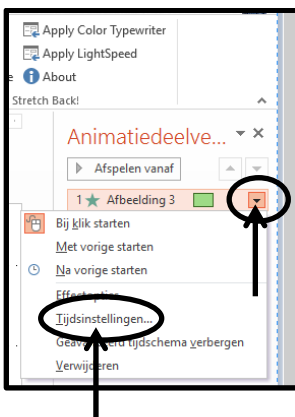 Apply Color Typewriter
Apply LightSpeed
e About
Stretch Back!
Animatiedeelve...
Afspelen vanaf
1 Afbeelding 3
Bij klik starten
Met vorige starten
Na vorige starten
Effectopties...
Tijdsinstellingen...
Geavanceerd tijdschema verbergen
Verwijderen